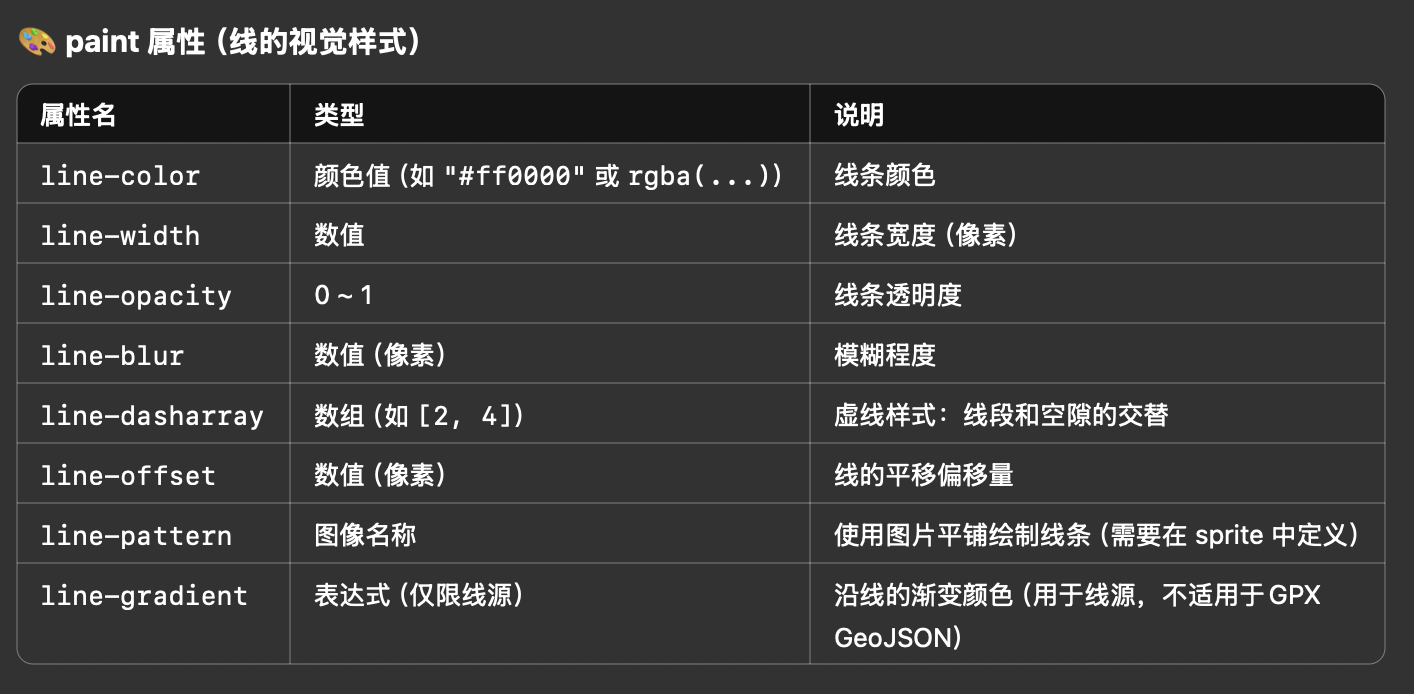 🎨 paint 属性（线的视觉样式）
属性名 类型 说明
line-color 颜色值（如 "#ff0000" 或 rgba(...)） 线条颜色
line-width 数值 线条宽度（像素）
line-opacity 0 ~ 1 线条透明度
line-blur 数值（像素） 模糊程度
line-dasharray 数组（如 [2, 4]） 虚线样式：线段和空隙的交替
line-offset 数值（像素） 线的平移偏移量
line-pattern 图像名称 使用图片平铺绘制线条（需要在 sprite 中定义）
line-gradient 表达式（仅限线源） 沿线的渐变颜色（用于线源，不适用于 GPX
GeoJSON）